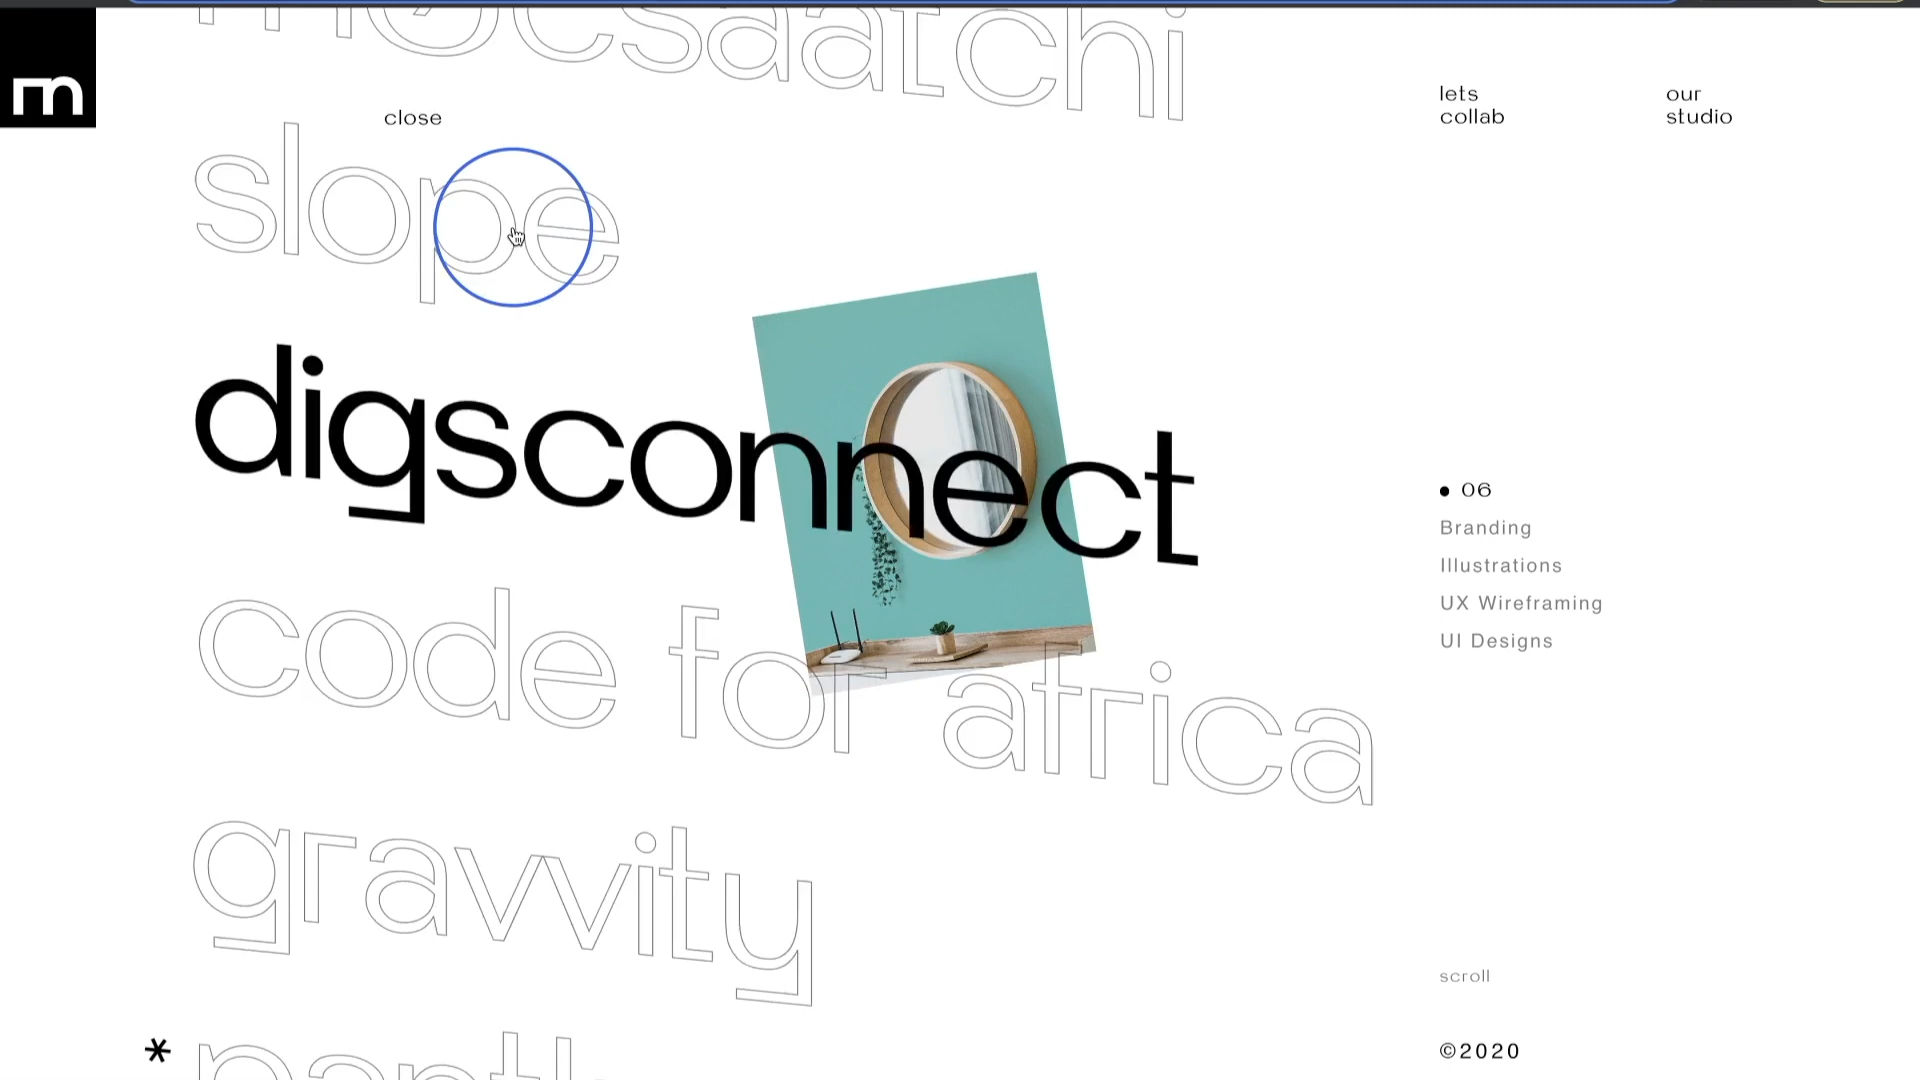 m
close
lets
collab
our
studio
slope
digsconnect
• 06
Branding
Illustrations
UX Wireframing
UI Designs
code for africa
gravvity
scroll
*
©2020